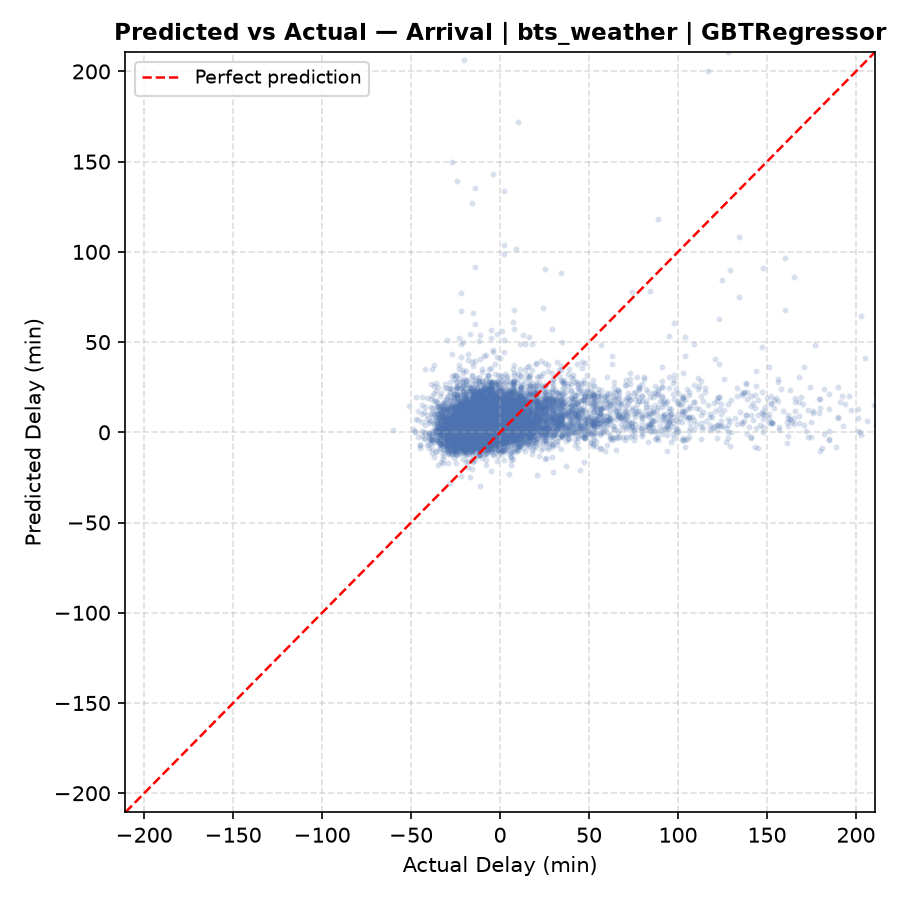 Predicted vs Actual — Arrival | bts_weather | GBTRegressor
Perfect prediction
200
150
100
50
0
−50
−100
−150
−200
Predicted Delay (min)
−200 −150 −100 −50 0 50 100 150 200
Actual Delay (min)